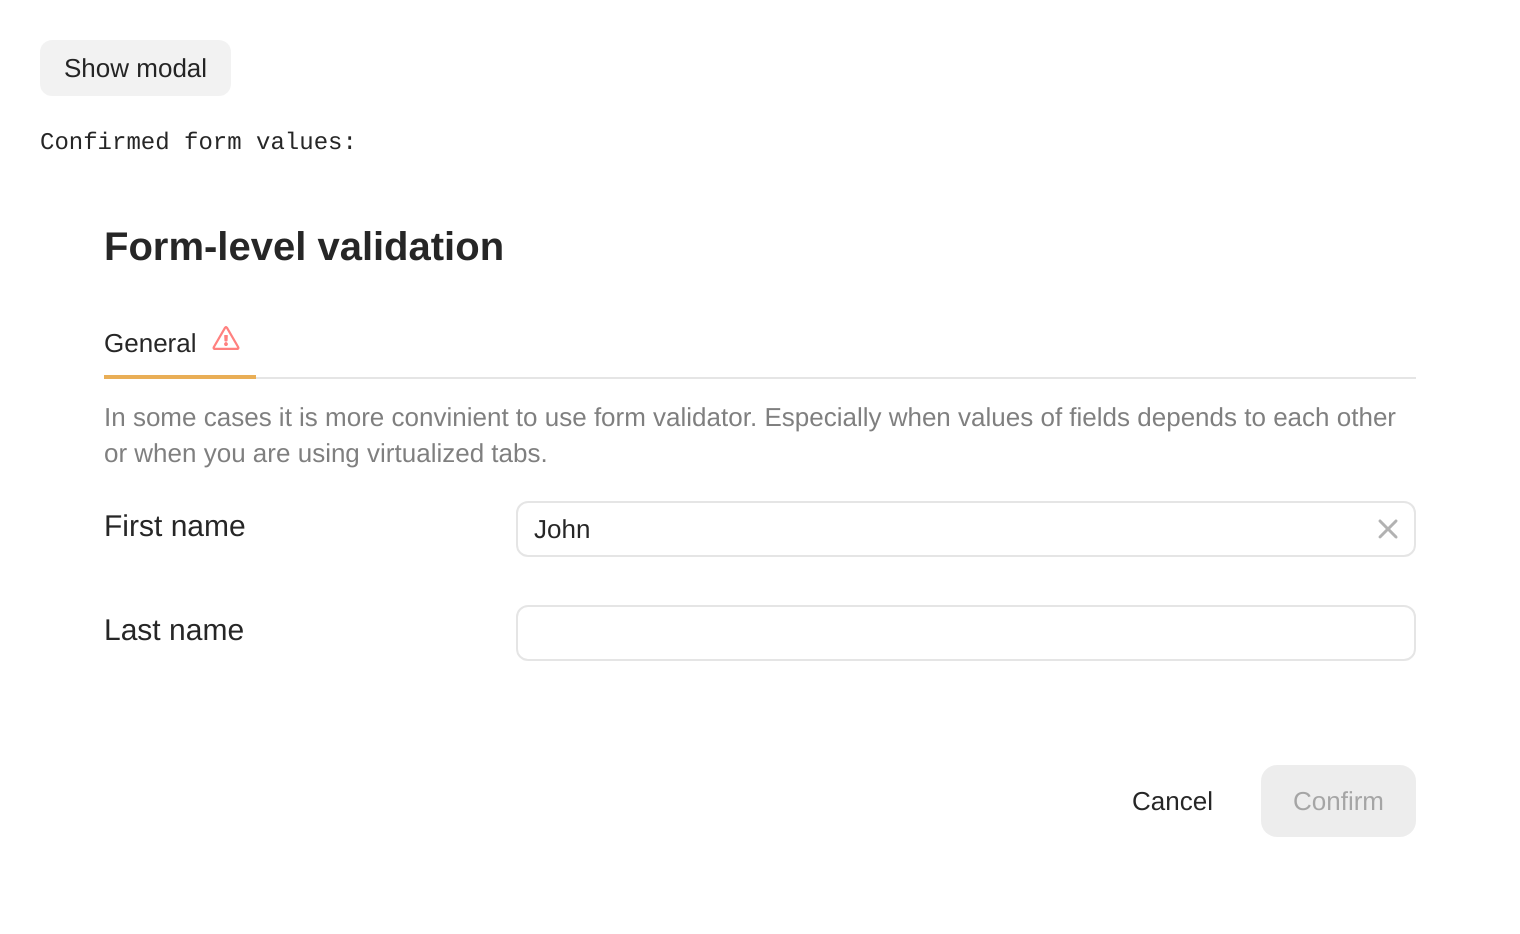 Show modal
Confirmed form values:
Form-level validation
General
In some cases it is more convinient to use form validator. Especially when values of fields depends to each other
or when you are using virtualized tabs.
First name
John
Last name
Cancel
Confirm